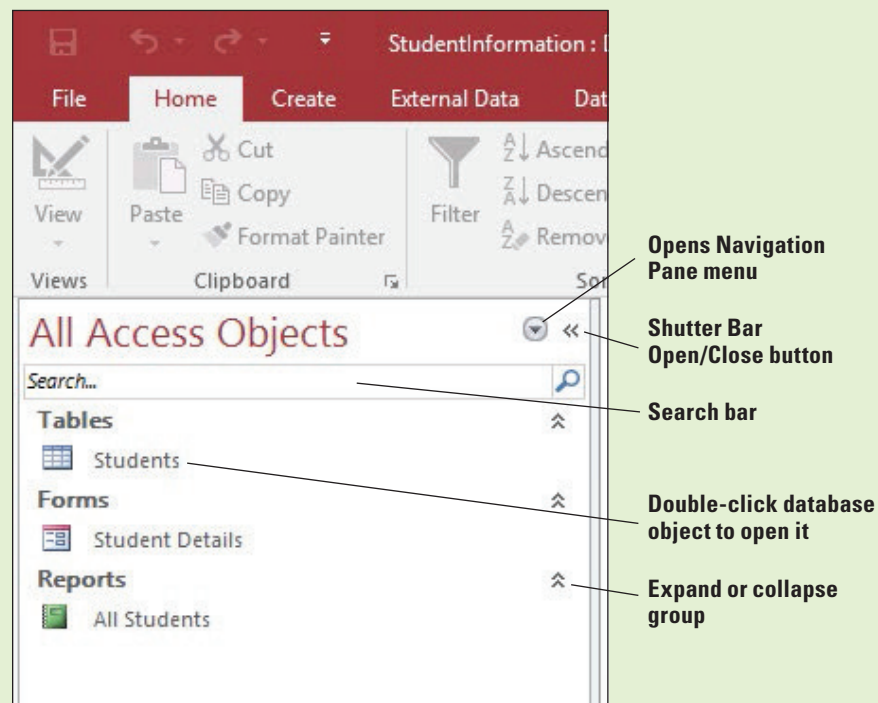 StudentInformation :
File Home Create External Data Dat
View
Paste
Cut
Copy
Format Painter
Filter
Ascend
Descen
Remov
Views Clipboard Sor
All Access Objects
Search...
Tables
Students
Forms
Student Details
Reports
All Students
Opens Navigation
Pane menu
Shutter Bar
Open/Close button
Search bar
Double-click database
object to open it
Expand or collapse
group